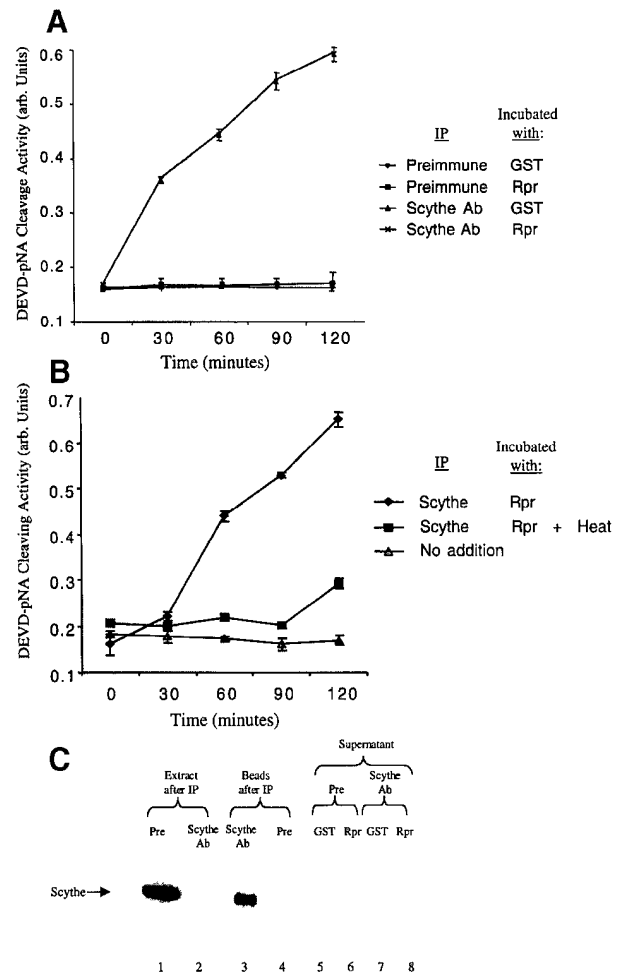 A
DEVD-pNA Cleavage Activity (arb. Units)
0.6
0.5
0.4
0.3
0.2
0.1
0 30 60 90 120
Time (minutes)
IP Incubated with:
Preimmune GST
Preimmune Rpr
Scythe Ab GST
Scythe Ab Rpr
B
DEVD-pNA Cleaving Activity (arb. Units)
0.7
0.6
0.5
0.4
0.3
0.2
0.1
0 30 60 90 120
Time (minutes)
IP Incubated with:
Scythe Rpr
Scythe Rpr + Heat
No addition
C
Supernatant
Extract after IP
Beads after IP
Pre
Scythe Ab
Pre Scythe Ab Scythe Ab Pre GST Rpr GST Rpr
Scythe
1 2 3 4 5 6 7 8